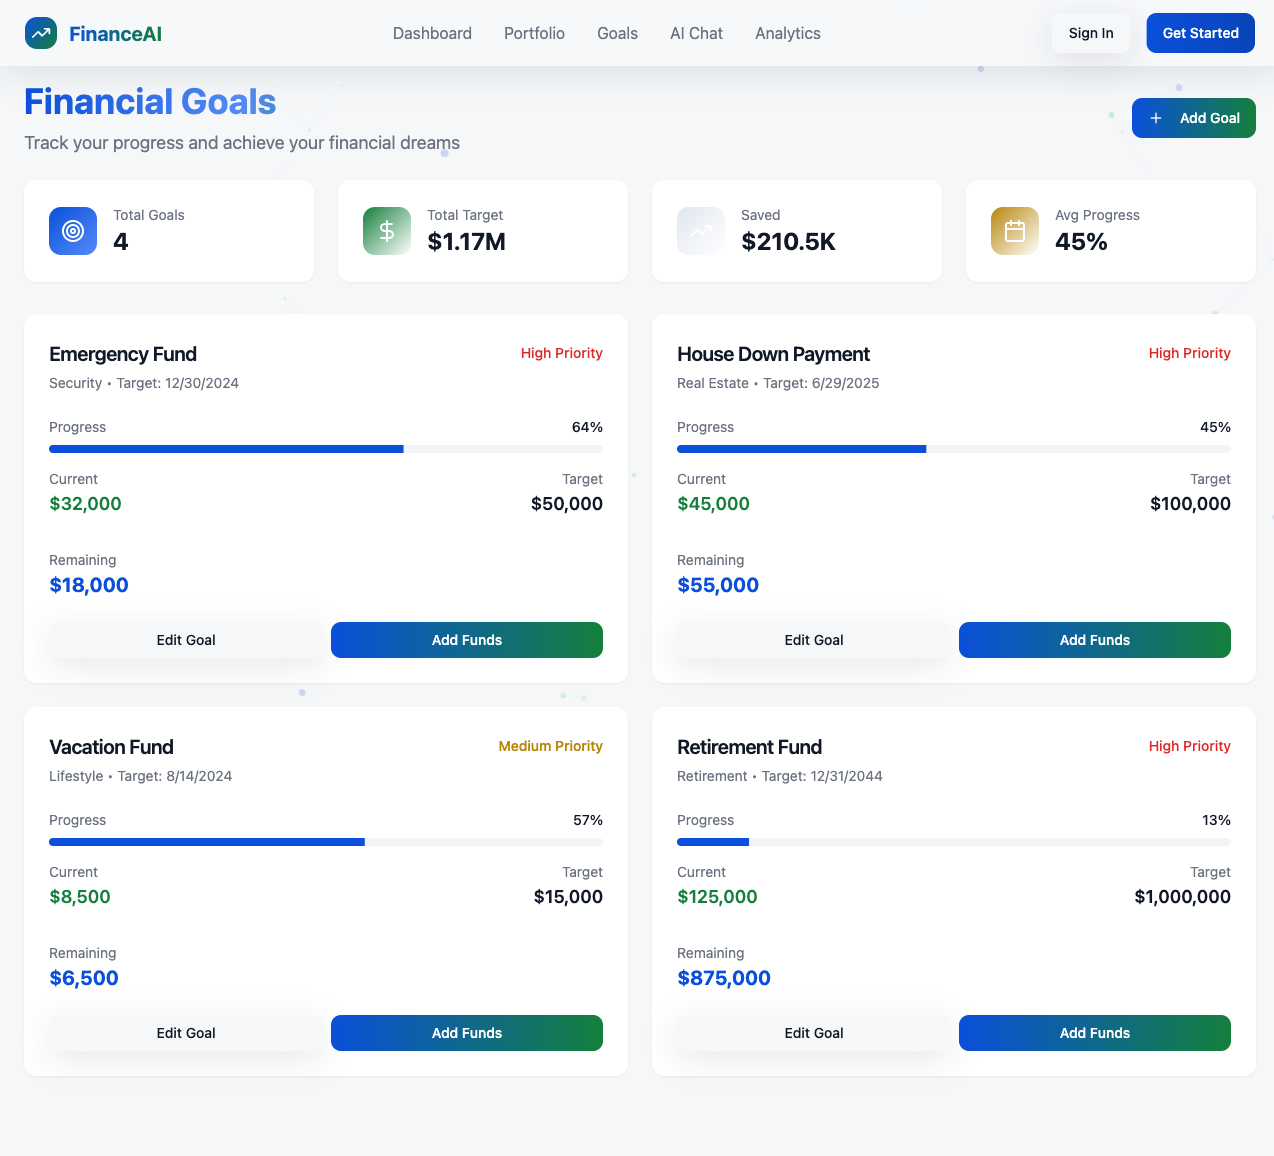 FinanceAI
Dashboard Portfolio Goals AI Chat Analytics
Sign In
Get Started
Financial Goals
Track your progress and achieve your financial dreams
+ Add Goal
Total Goals
4
Total Target
$1.17M
Saved
$210.5K
Avg Progress
45%
Emergency Fund
High Priority
Security • Target: 12/30/2024
Progress 64%
Current Target
$32,000 $50,000
Remaining
$18,000
Edit Goal Add Funds
House Down Payment
High Priority
Real Estate • Target: 6/29/2025
Progress 45%
Current Target
$45,000 $100,000
Remaining
$55,000
Edit Goal Add Funds
Vacation Fund
Medium Priority
Lifestyle • Target: 8/14/2024
Progress 57%
Current Target
$8,500 $15,000
Remaining
$6,500
Edit Goal Add Funds
Retirement Fund
High Priority
Retirement • Target: 12/31/2044
Progress 13%
Current Target
$125,000 $1,000,000
Remaining
$875,000
Edit Goal Add Funds